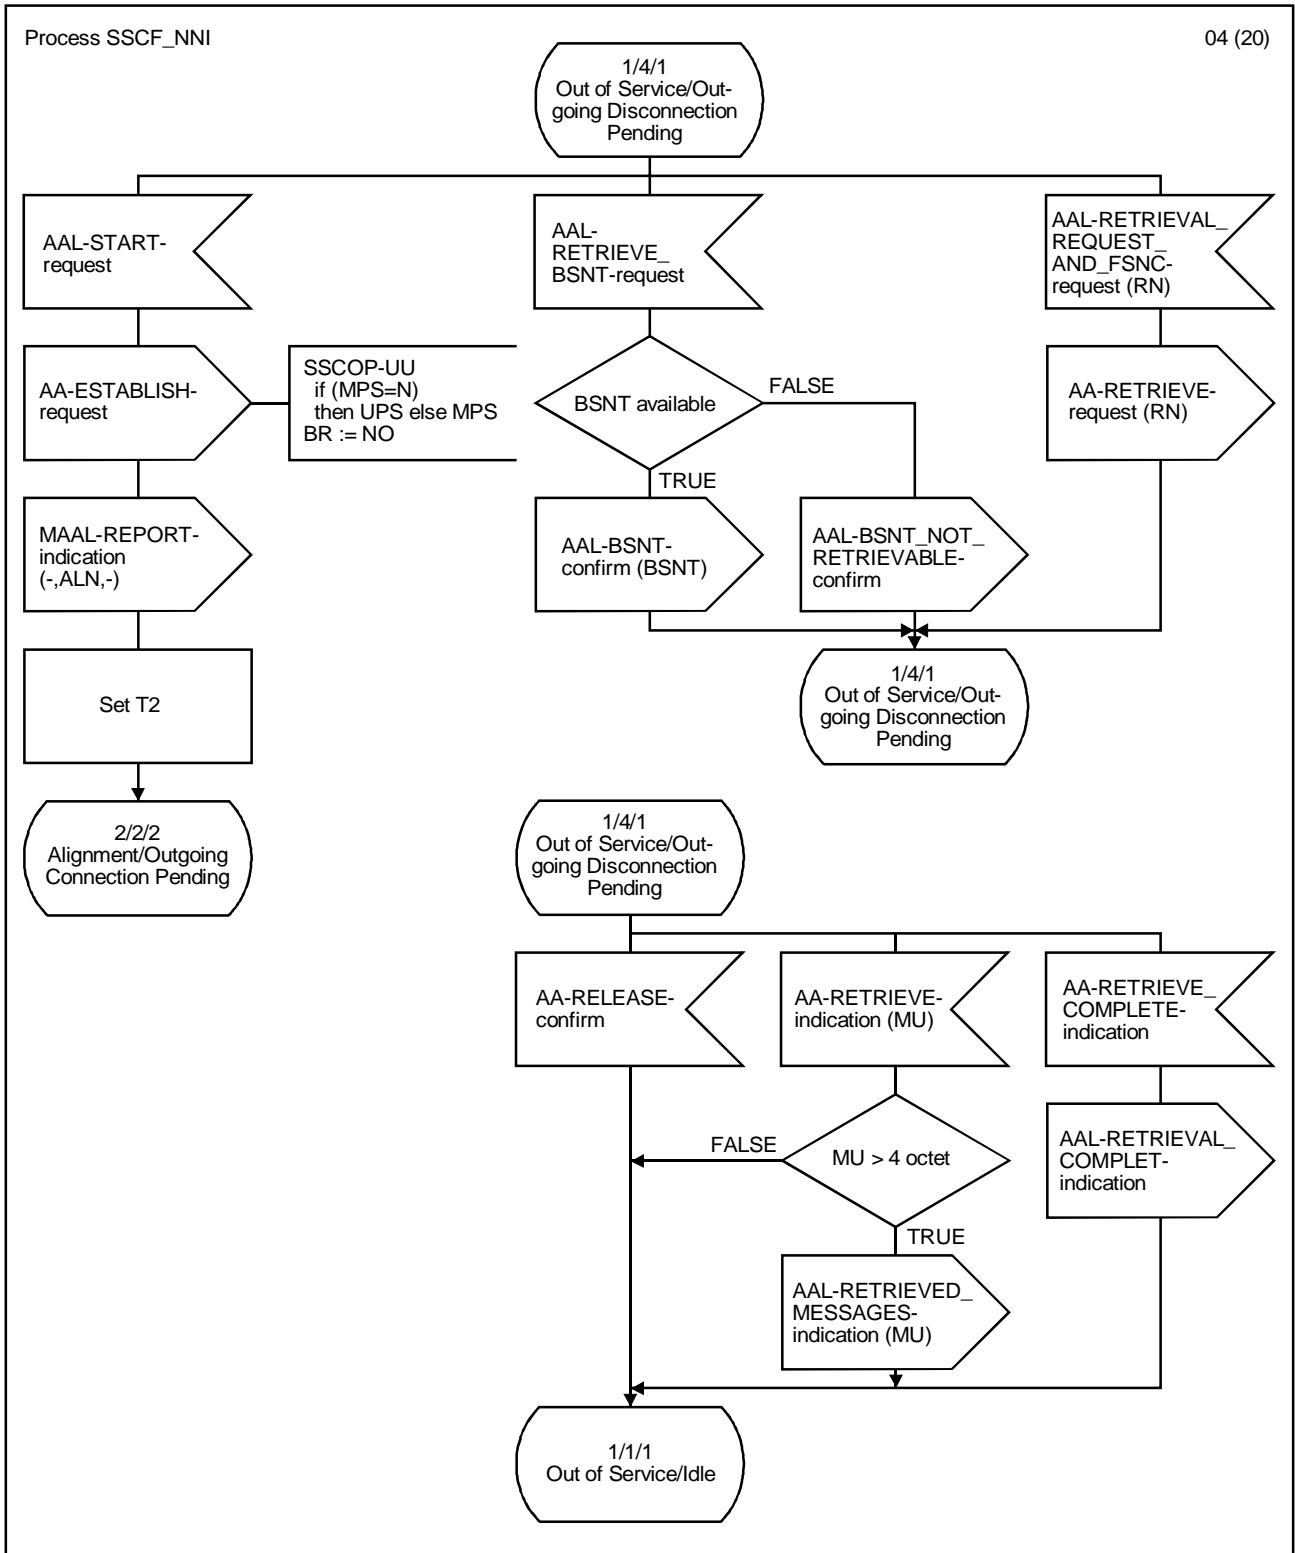 Process SSCF_NNI
04 (20)
1/4/1
Out of Service/Out-
going Disconnection
Pending
AAL-START-
request
AAL-
RETRIEVE_
BSNT-request
AAL-RETRIEVAL_
REQUEST_
AND_FSNC-
request (RN)
AA-ESTABLISH-
request
SSCOP-UU
if (MPS=N)
then UPS else MPS
BR := NO
BSNT available
FALSE
TRUE
AA-RETRIEVE-
request (RN)
MAAL-REPORT-
indication
(-,ALN,-)
AAL-BSNT-
confirm (BSNT)
AAL-BSNT_NOT_
RETRIEVABLE-
confirm
Set T2
1/4/1
Out of Service/Out-
going Disconnection
Pending
2/2/2
Alignment/Outgoing
Connection Pending
1/4/1
Out of Service/Out-
going Disconnection
Pending
AA-RELEASE-
confirm
AA-RETRIEVE-
indication (MU)
AA-RETRIEVE_
COMPLETE-
indication
FALSE
MU > 4 octet
TRUE
AAL-RETRIEVAL_
COMPLET-
indication
AAL-RETRIEVED_
MESSAGES-
indication (MU)
1/1/1
Out of Service/Idle